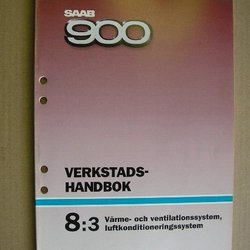 SAAB
900
VERKSTADS-
HANDBOK
8:3 Värme- och ventilationssystem,
luftkonditioneringssystem